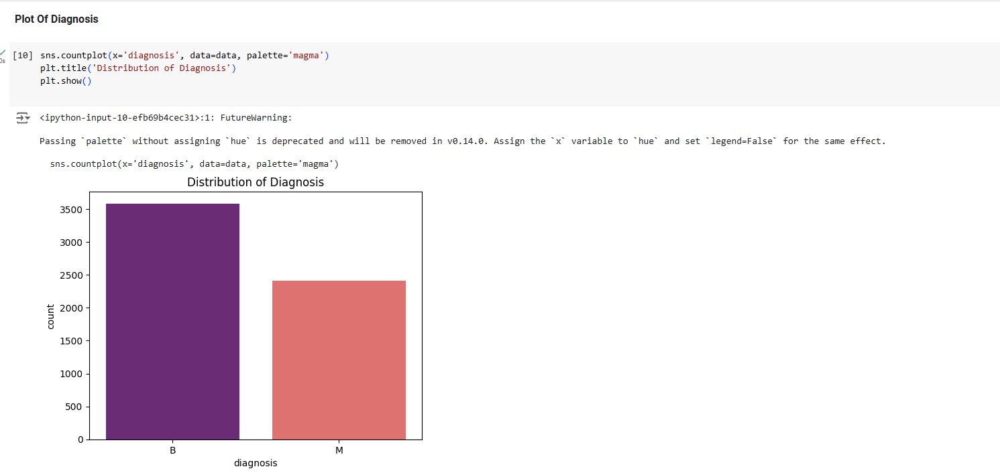 Plot Of Diagnosis
[10] sns.countplot(x='diagnosis', data=data, palette='magma')
plt.title('Distribution of Diagnosis')
plt.show()
0s
<ipython-input-10-efb69b4cec31>:1: FutureWarning:
Passing `palette` without assigning `hue` is deprecated and will be removed in v0.14.0. Assign the `x` variable to `hue` and set `legend=False` for the same effect.
sns.countplot(x='diagnosis', data=data, palette='magma')
Distribution of Diagnosis
3500
3000
2500
2000
1500
1000
500
0
count
B M
diagnosis